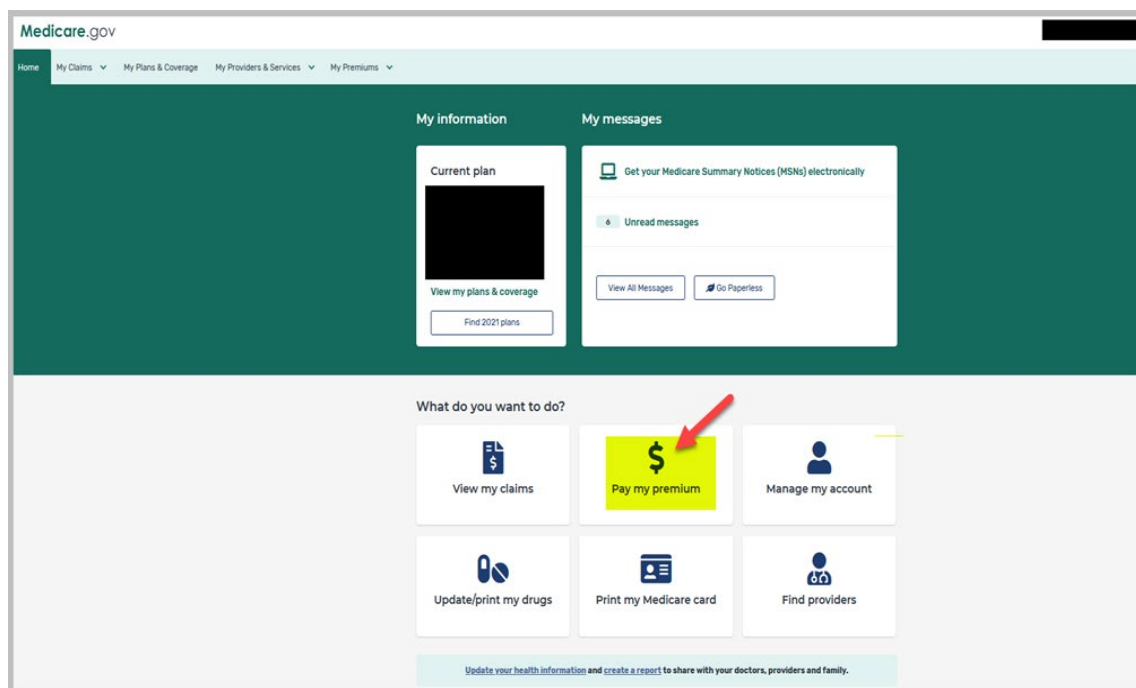 Medicare.gov
Home My Claims My Plans & Coverage My Providers & Services My Premiums
My information
Current plan
View my plans & coverage
Find 2021 plans
My messages
Get your Medicare Summary Notices (MSNs) electronically
6 Unread messages
View All Messages Go Paperless
What do you want to do?
$
View my claims
$
Pay my premium
Manage my account
Update/print my drugs
Print my Medicare card
Find providers
Update your health information and create a report to share with your doctors, providers and family.